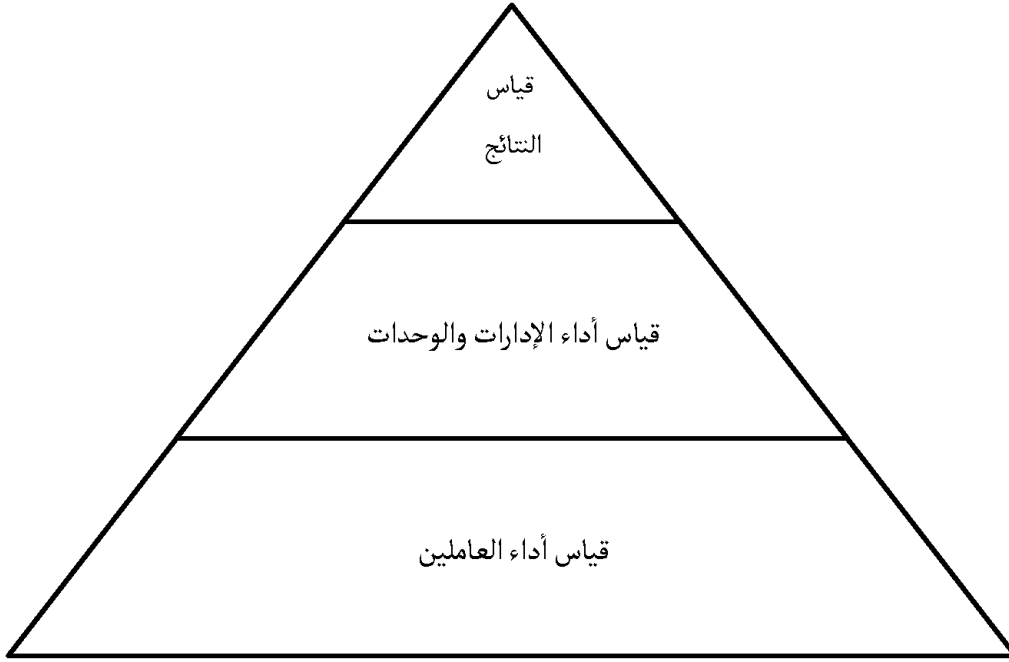 قياس
النتائج
قياس أداء الإدارات والوحدات
قياس أداء العاملين